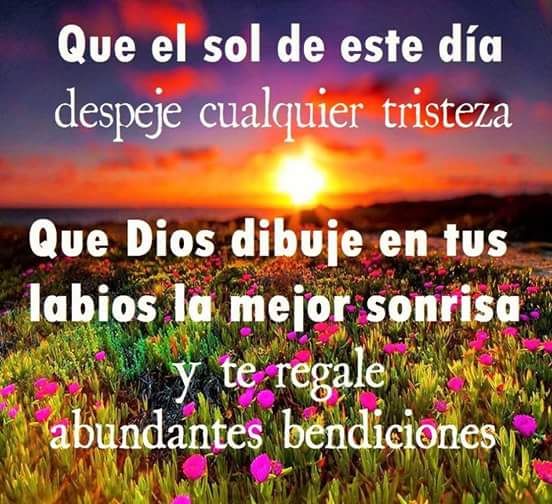 Que el sol de este día
despeje cualquier tristeza
Que Dios dibuje en tus
labios la mejor sonrisa
y te regale
abundantes bendiciones